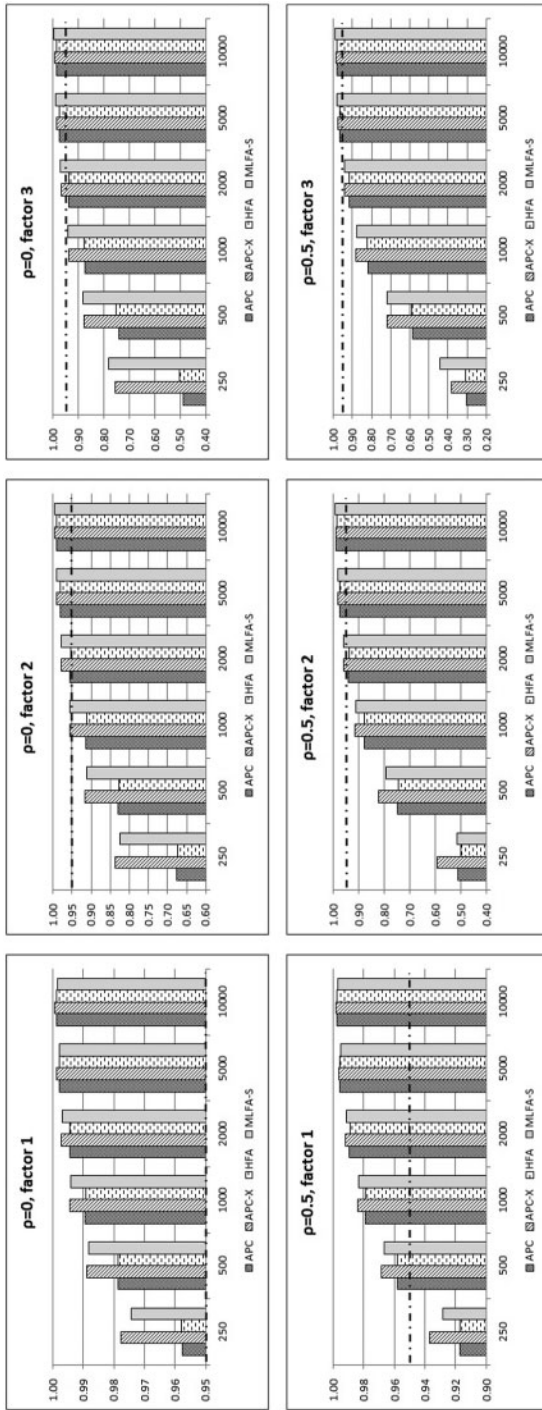 ρ=0, factor 1
1.00
0.99
0.98
0.97
0.96
0.95
250 500 1000 2000 5000 10000
APC APC-X HFA MLFA-S
ρ=0, factor 2
1.00
0.95
0.90
0.85
0.80
0.75
0.70
0.65
0.60
250 500 1000 2000 5000 10000
APC APC-X HFA MLFA-S
ρ=0, factor 3
1.00
0.90
0.80
0.70
0.60
0.50
0.40
250 500 1000 2000 5000 10000
APC APC-X HFA MLFA-S
ρ=0.5, factor 1
1.00
0.98
0.96
0.94
0.92
0.90
250 500 1000 2000 5000 10000
APC APC-X HFA MLFA-S
ρ=0.5, factor 2
1.00
0.90
0.80
0.70
0.60
0.50
0.40
250 500 1000 2000 5000 10000
APC APC-X HFA MLFA-S
ρ=0.5, factor 3
1.00
0.90
0.80
0.70
0.60
0.50
0.40
0.30
0.20
250 500 1000 2000 5000 10000
APC APC-X HFA MLFA-S